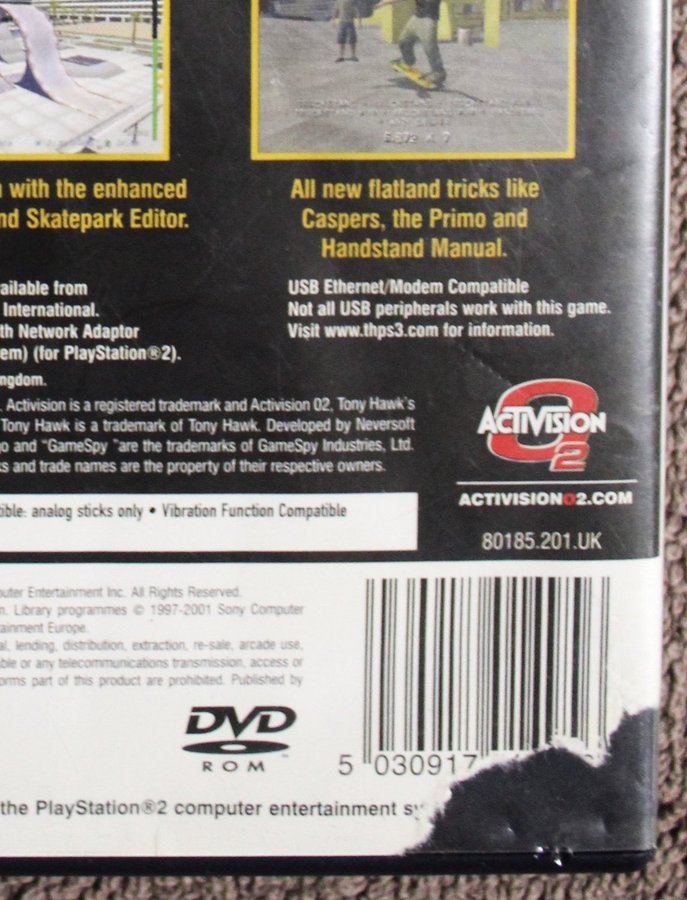 5,679 X 7
with the enhanced
nd Skatepark Editor.
All new flatland tricks like
Caspers, the Primo and
Handstand Manual.
ailable from
International.
th Network Adaptor
em) (for PlayStation®2).
ngdom.
USB Ethernet/Modem Compatible
Not all USB peripherals work with this game.
Visit www.thps3.com for information.
. Activision is a registered trademark and Activision 02, Tony Hawk's
Tony Hawk is a trademark of Tony Hawk. Developed by Neversoft
o and "GameSpy "are the trademarks of GameSpy Industries, Ltd.
s and trade names are the property of their respective owners.
ACTIVISION
O2
ACTIVISIONO2.COM
80185.201.UK
tible: analog sticks only • Vibration Function Compatible
uter Entertainment Inc. All Rights Reserved.
n. Library programmes © 1997-2001 Sony Computer
tainment Europe.
al, lending, distribution, extraction, re-sale, arcade use,
ble or any telecommunications transmission, access or
orms part of this product are prohibited. Published by
DVD
ROM
5 030917
the PlayStation®2 computer entertainment sy